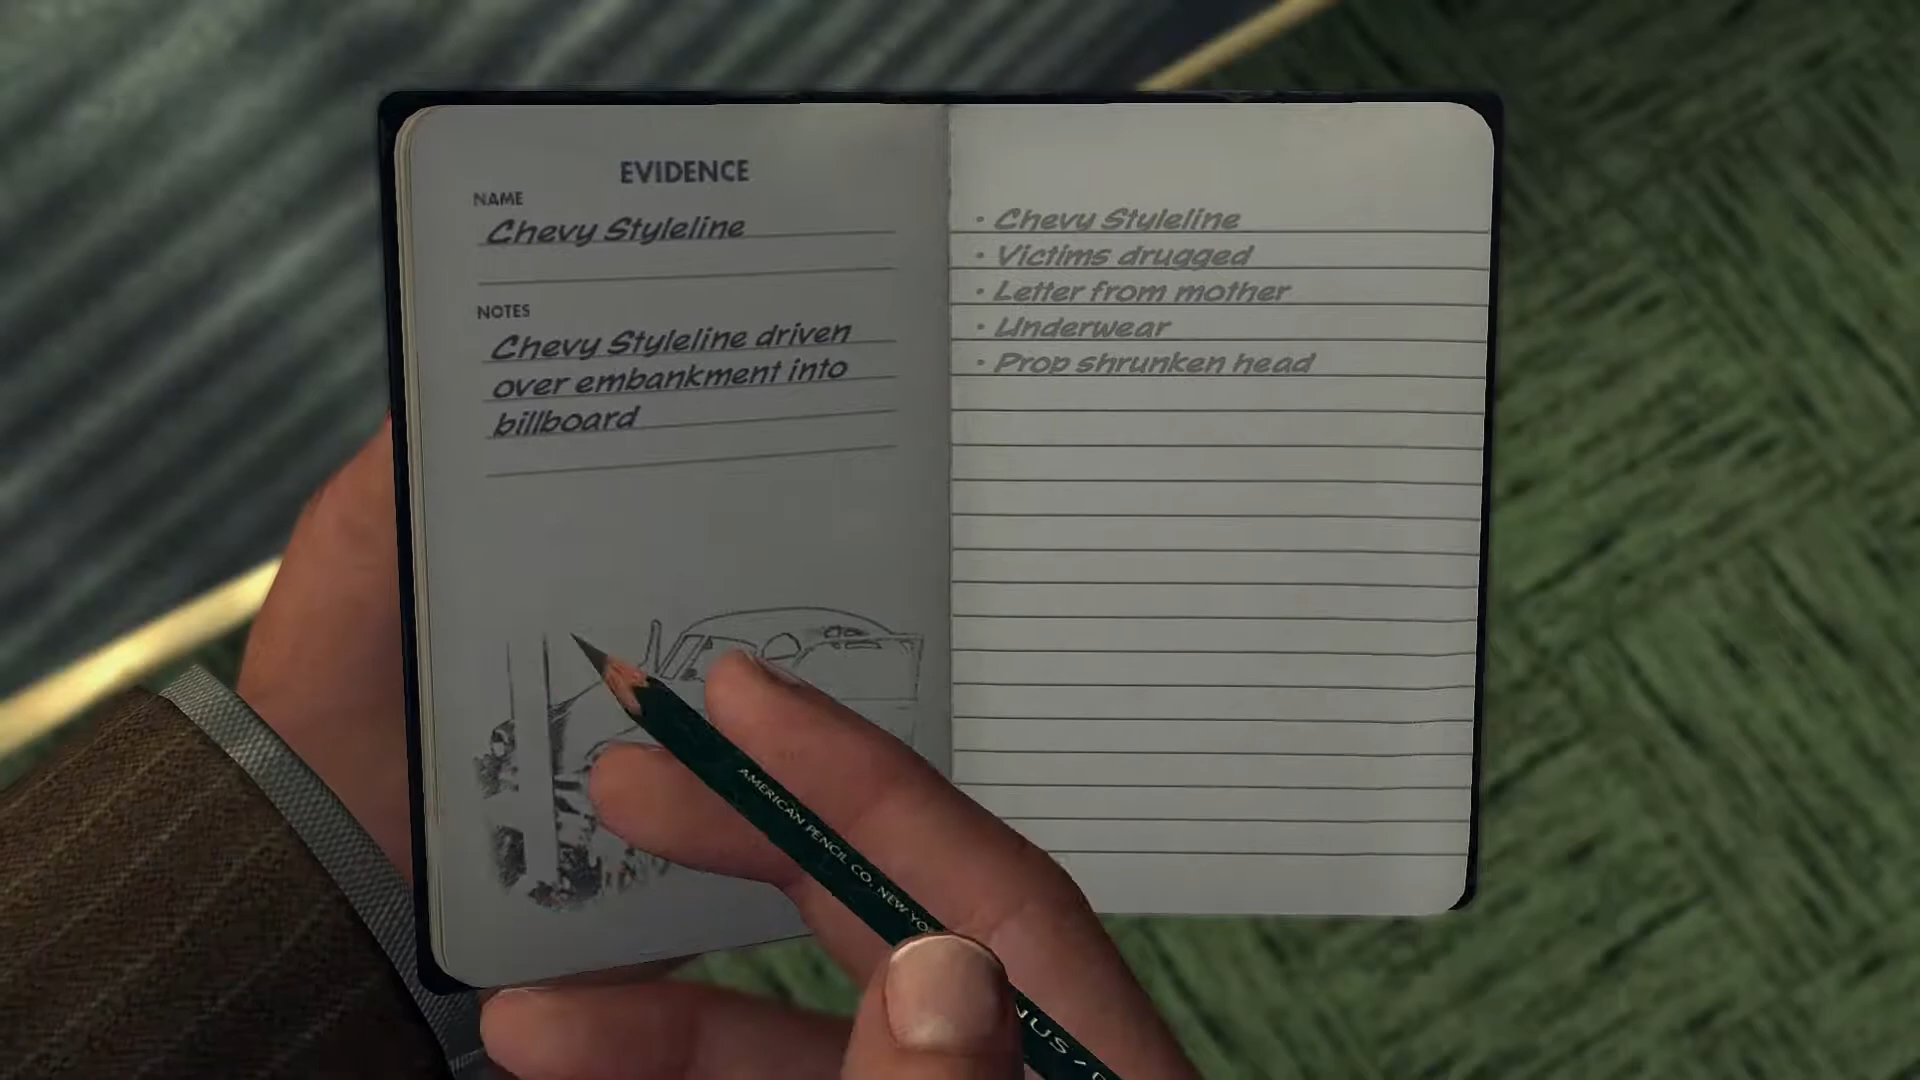 EVIDENCE
NAME
Chevy Styleline
NOTES
Chevy Styleline driven
over embankment into
billboard
• Chevy Styleline
• Victims drugged
• Letter from mother
• Underwear
• Prop shrunken head
AMERICAN PENCIL CO. NEW YO
NUS